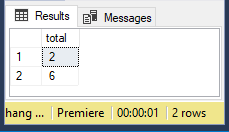 Results Messages
total
1 2
2 6
hang ... Premiere 00:00:01 2 rows